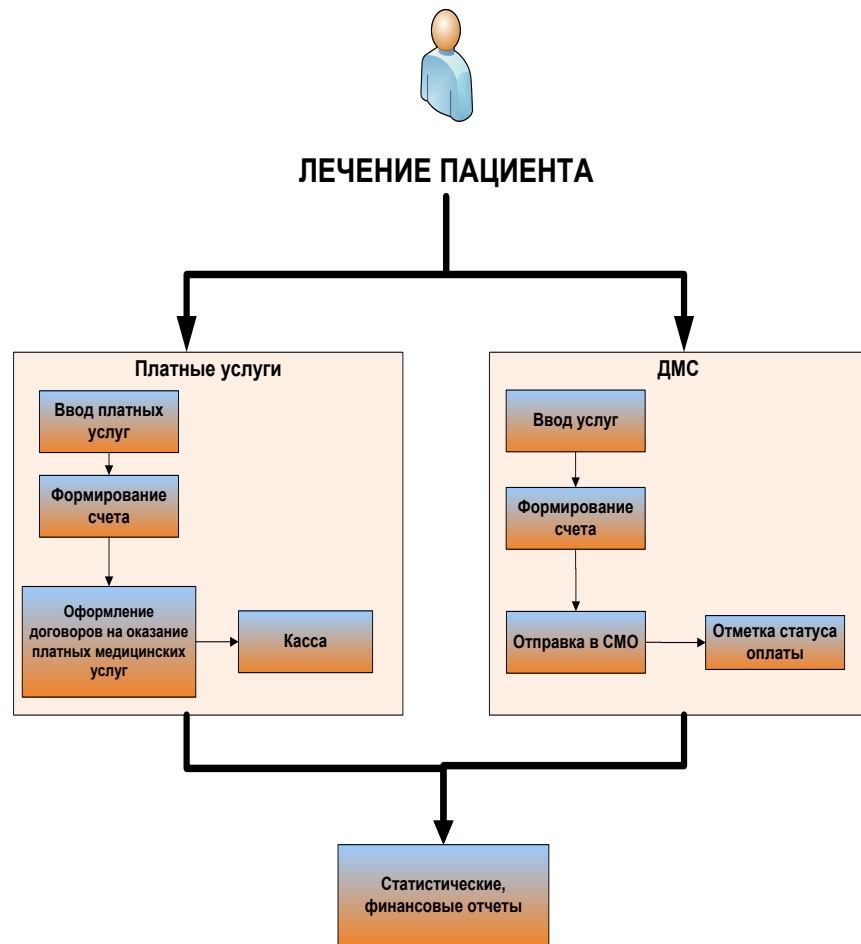 ЛЕЧЕНИЕ ПАЦИЕНТА
Платные услуги
Ввод платных
услуг
Формирование
счета
Оформление
договоров на оказание
платных медицинских
услуг
Касса
ДМС
Ввод услуг
Формирование
счета
Отправка в СМО
Отметка статуса
оплаты
Статистические,
финансовые отчеты